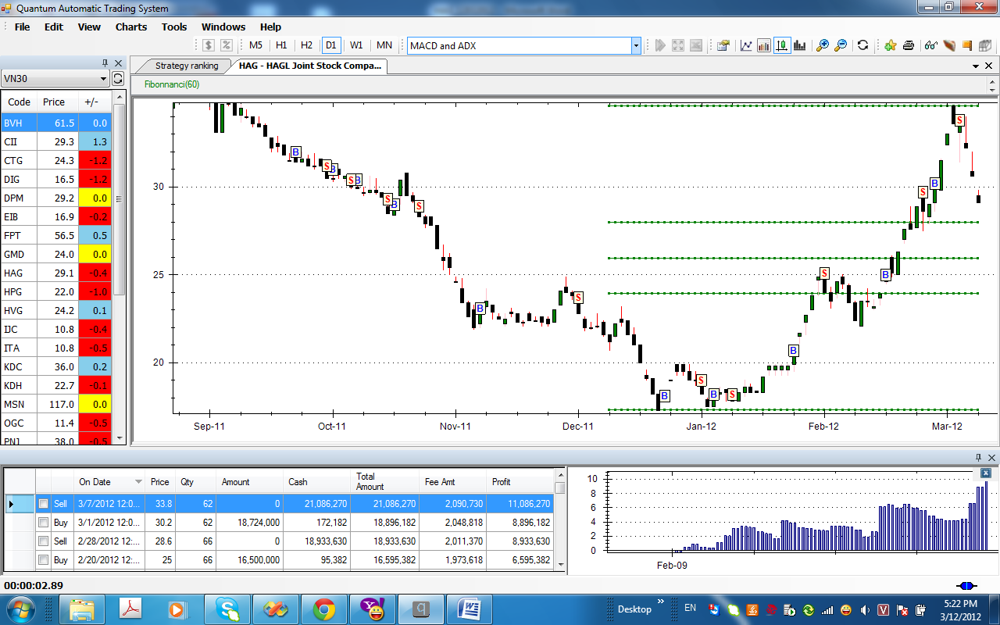 Quantum Automatic Trading System
File Edit View Charts Tools Windows Help
$ % M5 H1 H2 D1 W1 MN MACD and ADX
VN30
Strategy ranking HAG - HAGL Joint Stock Compa...
Fibonnanci(60)
Code Price +/-
BVH 61.5 0.0
CII 29.3 1.3
CTG 24.3 -1.2
DIG 16.5 -1.2
DPM 29.2 0.0
EIB 16.9 -0.2
FPT 56.5 0.5
GMD 24.0 0.0
HAG 29.1 -0.4
HPG 22.0 -1.0
HVG 24.2 0.1
IJC 10.8 -0.4
ITA 10.8 -0.5
KDC 36.0 0.2
KDH 22.7 -0.1
MSN 117.0 0.0
OGC 11.4 -0.5
PNJ 38.0 -0.5
30
25
20
B S B S B S B S B S B S B S B S B S B S
Sep-11 Oct-11 Nov-11 Dec-11 Jan-12 Feb-12 Mar-12
On Date Price Qty Amount Cash Total Amount Fee Amt Profit
Sell 3/7/2012 12:0... 33.8 62 0 21,086,270 21,086,270 2,090,730 11,086,270
Buy 3/1/2012 12:0... 30.2 62 18,724,000 172,182 18,896,182 2,048,818 8,896,182
Sell 2/28/2012 12:... 28.6 66 0 18,933,630 18,933,630 2,011,370 8,933,630
Buy 2/20/2012 12:... 25 66 16,500,000 95,382 16,595,382 1,973,618 6,595,382
10
8
6
4
2
0
Feb-09
00:00:02.89
Desktop EN 5:22 PM
3/12/2012